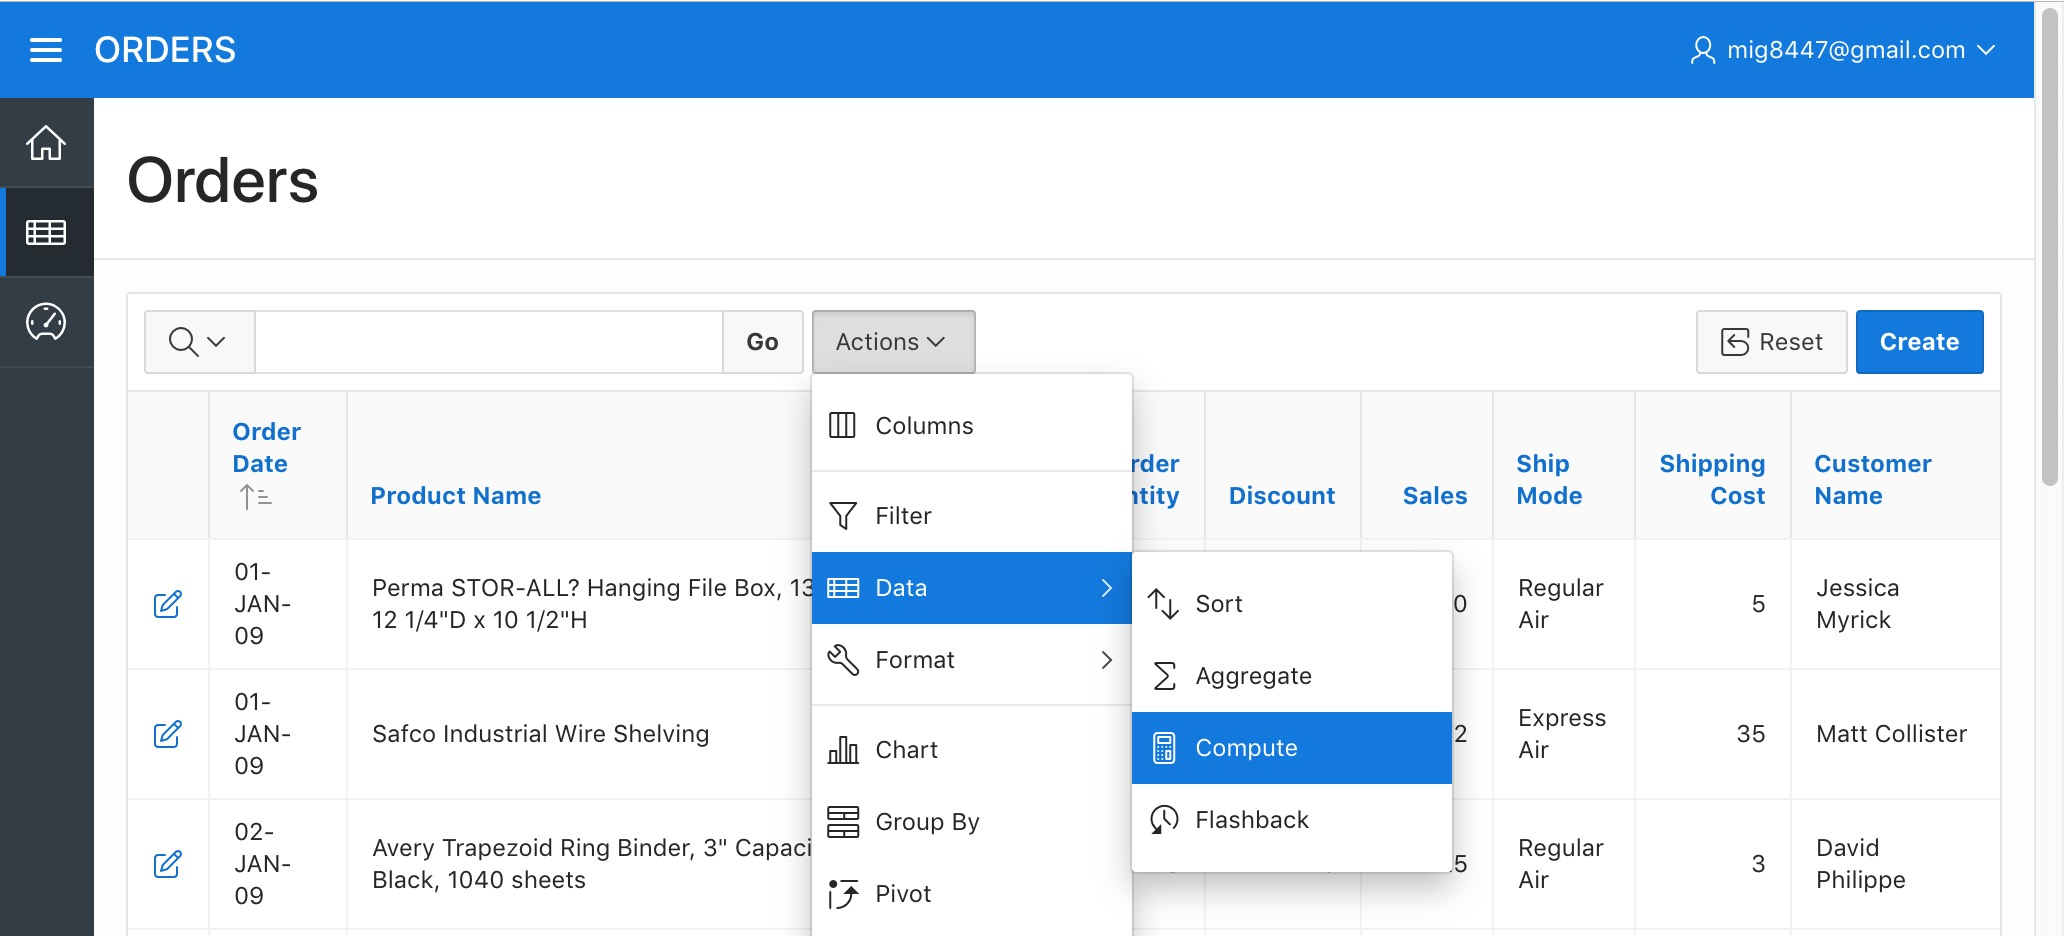 ORDERS
mig8447@gmail.com
Orders
Go
Actions
Reset
Create
Order
Date
Product Name
rder
ntity
Discount
Sales
Ship
Mode
Shipping
Cost
Customer
Name
Columns
Filter
Data
Format
Chart
Group By
Pivot
Sort
Aggregate
Compute
Flashback
01-
JAN-
09
Perma STOR-ALL? Hanging File Box, 13
12 1/4"D x 10 1/2"H
0
Regular
Air
5
Jessica
Myrick
01-
JAN-
09
Safco Industrial Wire Shelving
2
Express
Air
35
Matt Collister
02-
JAN-
09
Avery Trapezoid Ring Binder, 3" Capaci
Black, 1040 sheets
.5
Regular
Air
3
David
Philippe